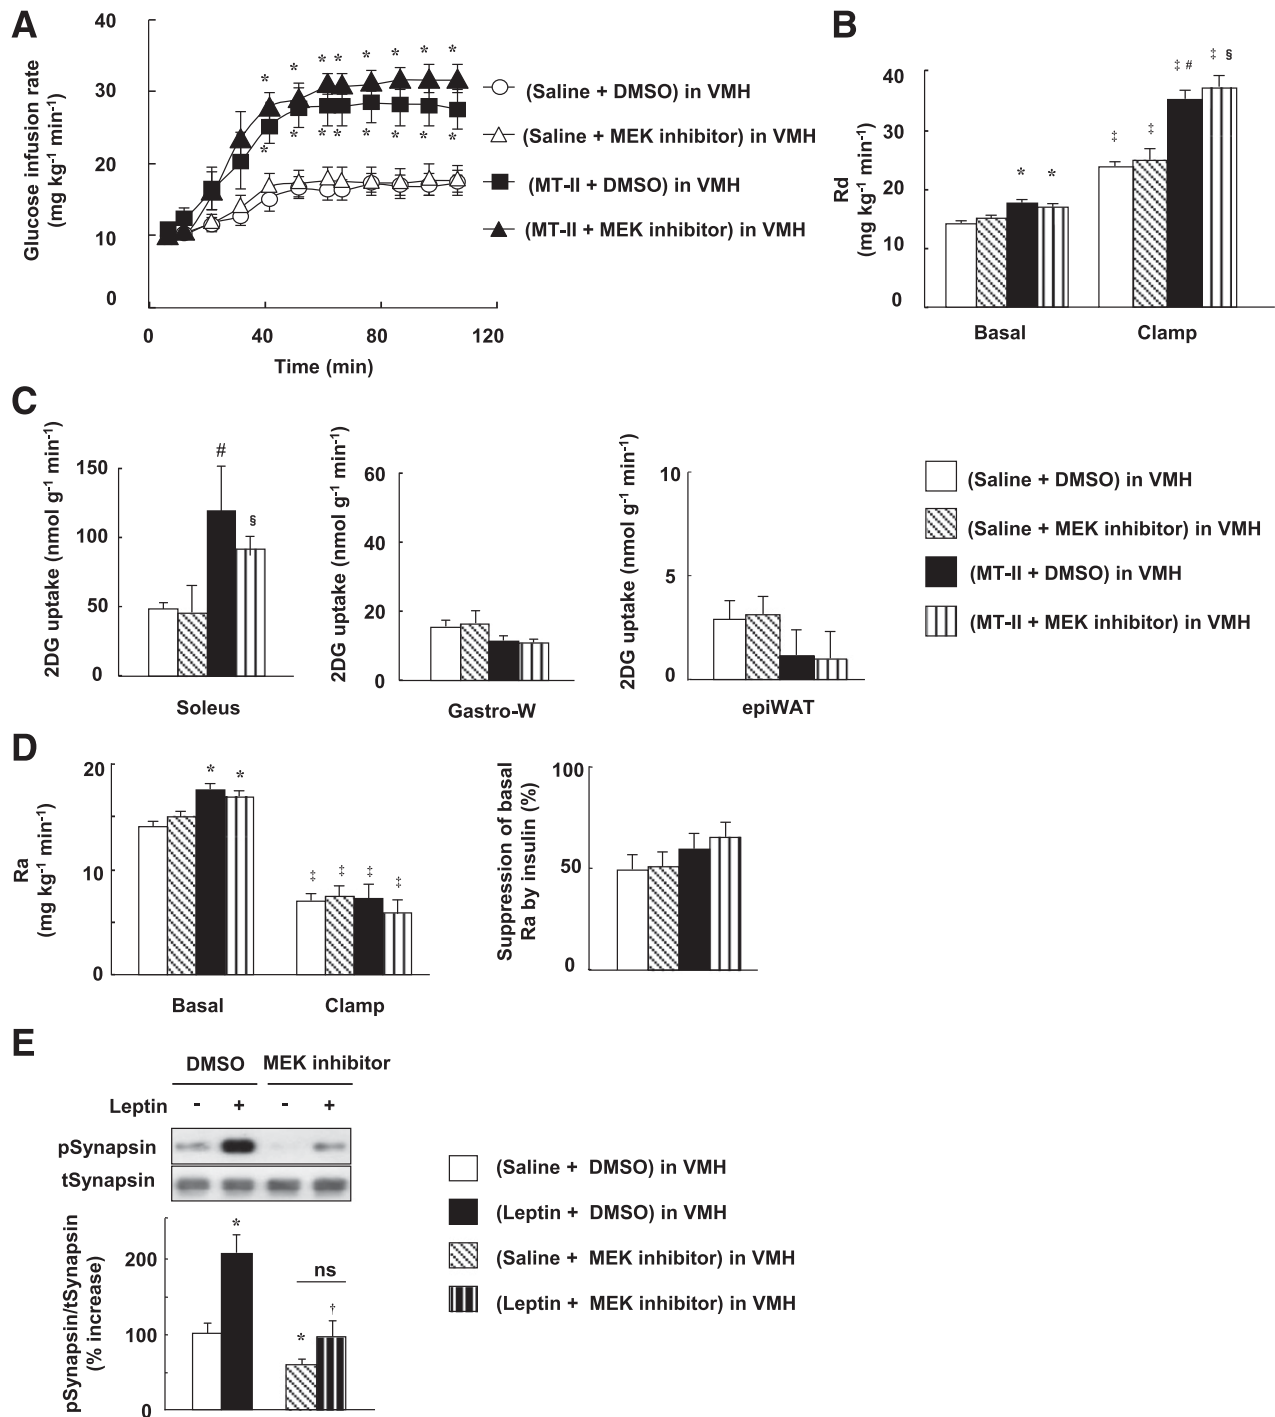 A
Glucose infusion rate
(mg kg-1 min-1)
40
30
20
10
0
* * * * * * * *
* * * * * * * *
0 40 80 120
Time (min)
(Saline + DMSO) in VMH
(Saline + MEK inhibitor) in VMH
(MT-II + DMSO) in VMH
(MT-II + MEK inhibitor) in VMH
B
Rd
(mg kg-1 min-1)
40
30
20
10
0
* *
‡ ‡ ‡ # ‡ §
Basal Clamp
C
2DG uptake (nmol g-1 min-1)
150
100
50
0
# §
Soleus
2DG uptake (nmol g-1 min-1)
60
40
20
0
Gastro-W
2DG uptake (nmol g-1 min-1)
10
5
0
epiWAT
(Saline + DMSO) in VMH
(Saline + MEK inhibitor) in VMH
(MT-II + DMSO) in VMH
(MT-II + MEK inhibitor) in VMH
D
Ra
(mg kg-1 min-1)
20
10
0
* *
‡ ‡ ‡ ‡
Basal Clamp
Suppression of basal
Ra by insulin (%)
100
50
0
E
DMSO MEK inhibitor
Leptin - + - +
pSynapsin
tSynapsin
pSynapsin/tSynapsin
(% increase)
200
100
0
*
ns
* †
(Saline + DMSO) in VMH
(Leptin + DMSO) in VMH
(Saline + MEK inhibitor) in VMH
(Leptin + MEK inhibitor) in VMH